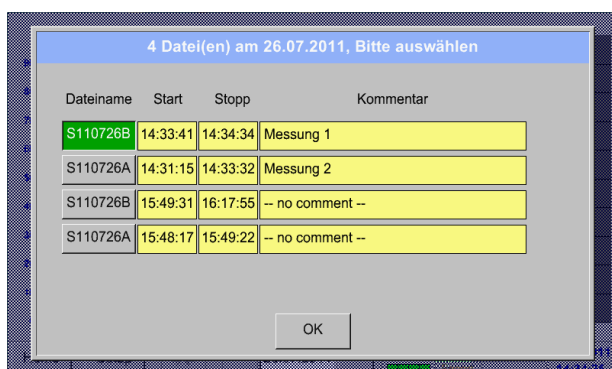 4 Datei(en) am 26.07.2011, Bitte auswählen
Dateiname Start Stopp Kommentar
S110726B 14:33:41 14:34:34 Messung 1
S110726A 14:31:15 14:33:32 Messung 2
S110726B 15:49:31 16:17:55 -- no comment --
S110726A 15:48:17 15:49:22 -- no comment --
OK